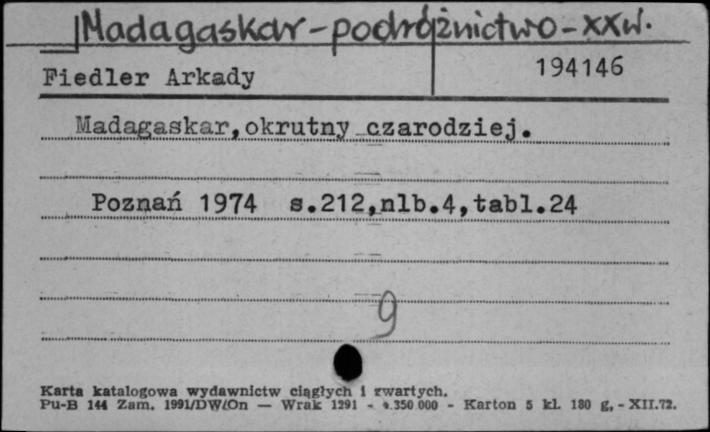 Madagaskar-podróżnictwo-XXw.
Fiedler Arkady
194146
Madagaskar, okrutny czarodziej.
Poznań 1974 s.212,nlb.4,tabl.24
9
Karta katalogowa wydawnictw ciągłych i zwartych.
Pu-B 144 Zam. 1991/DW/On — Wrak 1291 - 350 000 - Karton 5 kl. 180 g, - XII.72.